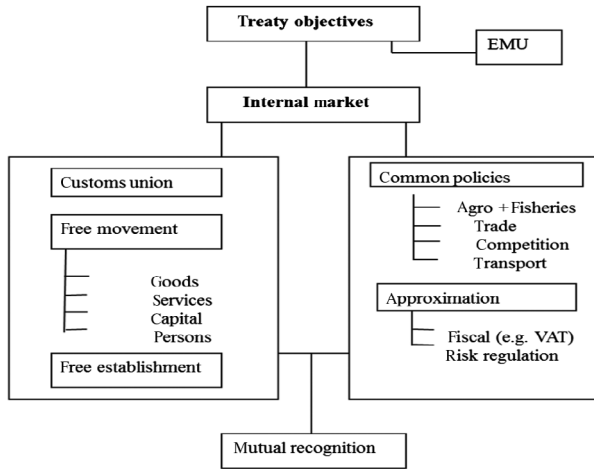 Treaty objectives
EMU
Internal market
Customs union
Free movement
Goods
Services
Capital
Persons
Free establishment
Common policies
Agro + Fisheries
Trade
Competition
Transport
Approximation
Fiscal (e.g. VAT)
Risk regulation
Mutual recognition